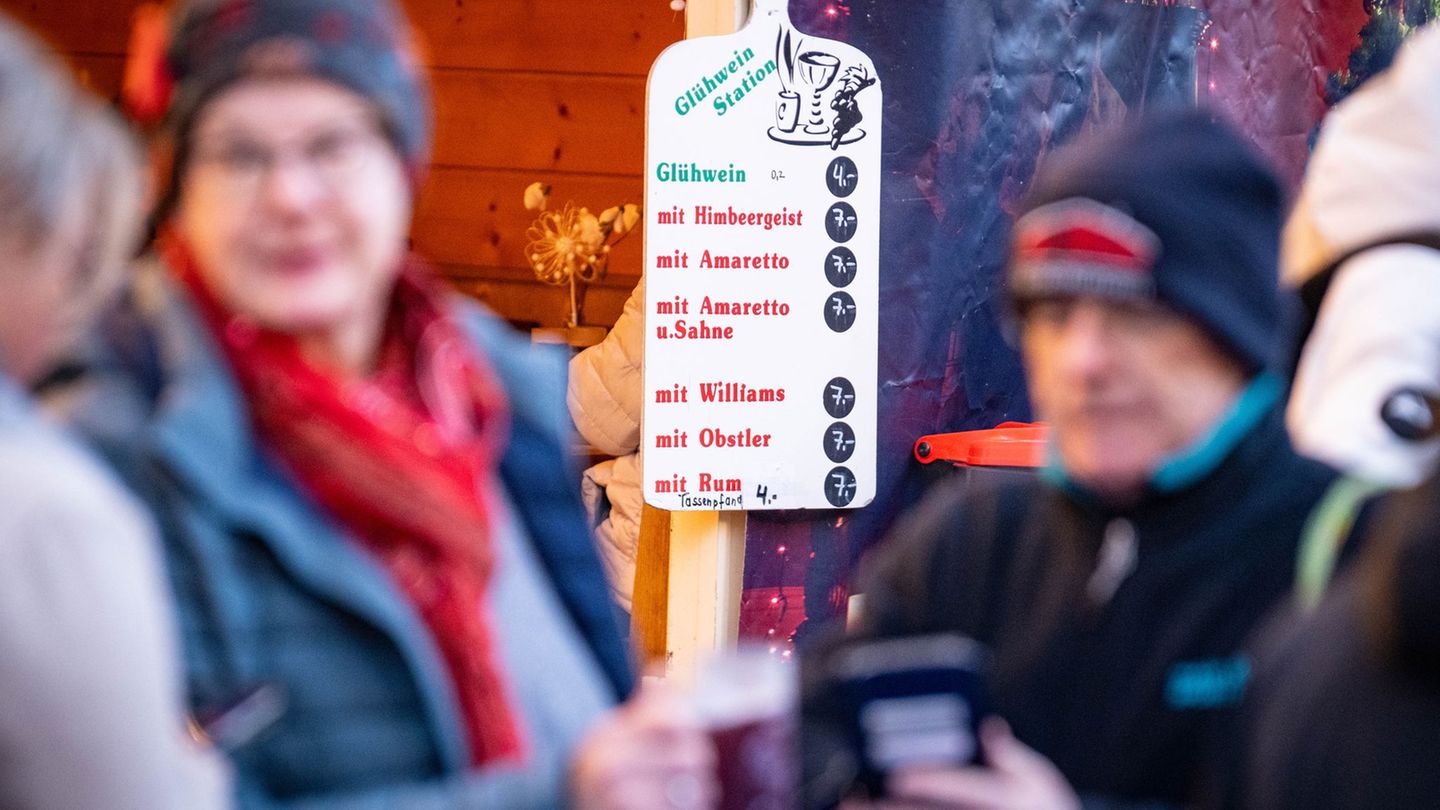 Glühwein
Station
Glühwein 0,2 4.-
mit Himbeergeist 7.-
mit Amaretto 7.-
mit Amaretto 7.-
u.Sahne
mit Williams 7.-
mit Obstler 7.-
mit Rum 7.-
Tassenpfand 4.-